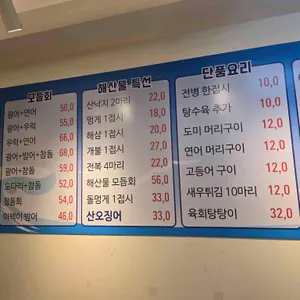 모듬회
광어+연어 56,0
광어+우럭 55,0
우럭+연어 66,0
광어+방어+참돔 68,0
광어+참돔 59,0
도다리+참돔 52,0
참돔회 54,0
46,0
해산물 특선
산낙지 2마리 22,0
멍게 1접시 18,0
해삼 1접시 22,0
개불 1접시 27,0
전복 4마리 22,0
해산물 모듬회 56,0
돌멍게 1접시 33,0
산오징어 33,0
단품요리
전병 한접시 10,0
탕수육 추가 10,0
도미 머리구이 12,0
연어 머리구이 12,0
고등어 구이 12,0
새우튀김 10마리 12,0
육회탕탕이 32,0